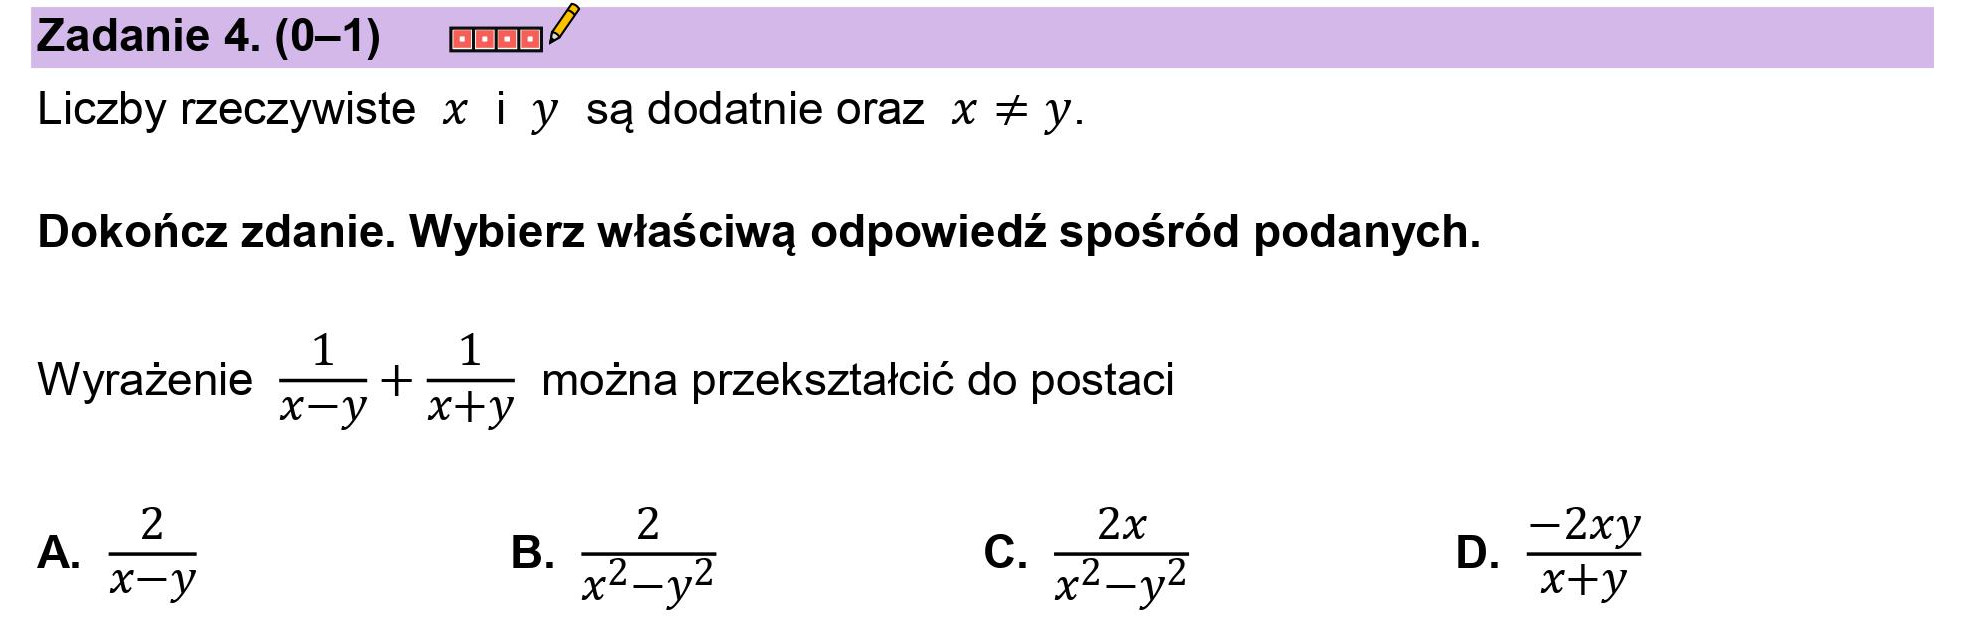 Zadanie 4. (0–1)
Liczby rzeczywiste x i y są dodatnie oraz x ≠ y.
Dokończ zdanie. Wybierz właściwą odpowiedź spośród podanych.
Wyrażenie \frac{1}{x-y} + \frac{1}{x+y} można przekształcić do postaci
A. \frac{2}{x-y} B. \frac{2}{x^2-y^2} C. \frac{2x}{x^2-y^2} D. \frac{-2xy}{x+y}